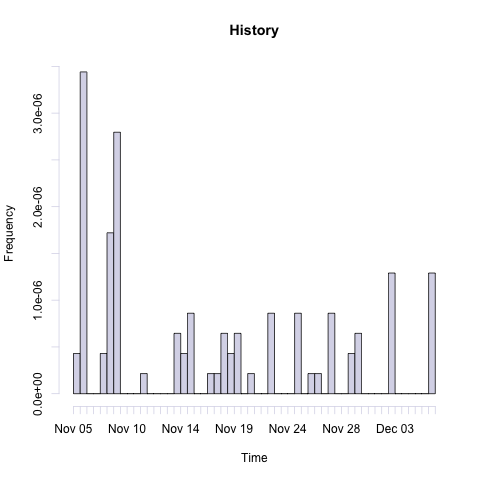 History
Frequency
3.0e-06
2.0e-06
1.0e-06
0.0e+00
Nov 05 Nov 10 Nov 14 Nov 19 Nov 24 Nov 28 Dec 03
Time